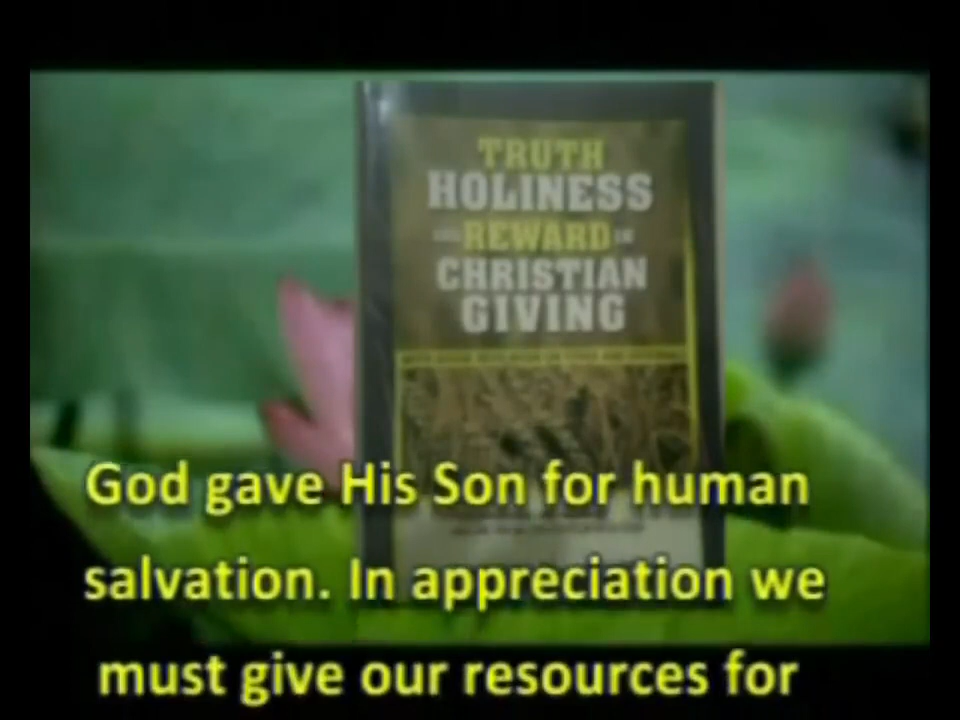 TRUTH
HOLINESS
REWARD
CHRISTIAN
GIVING
God gave His Son for human
salvation. In appreciation we
must give our resources for